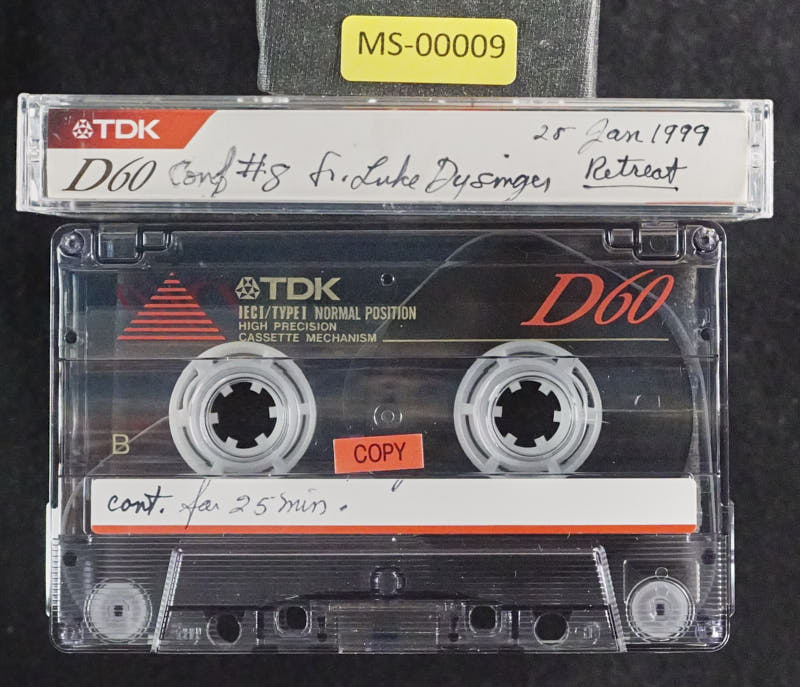 MS-00009
TDK
25 Jan 1999
D60 Conf #8 Fr. Luke Dysinger Retreat
TDK
D60
IECI/TYPE I NORMAL POSITION
HIGH PRECISION
CASSETTE MECHANISM
B
COPY
cont. for 25 min.